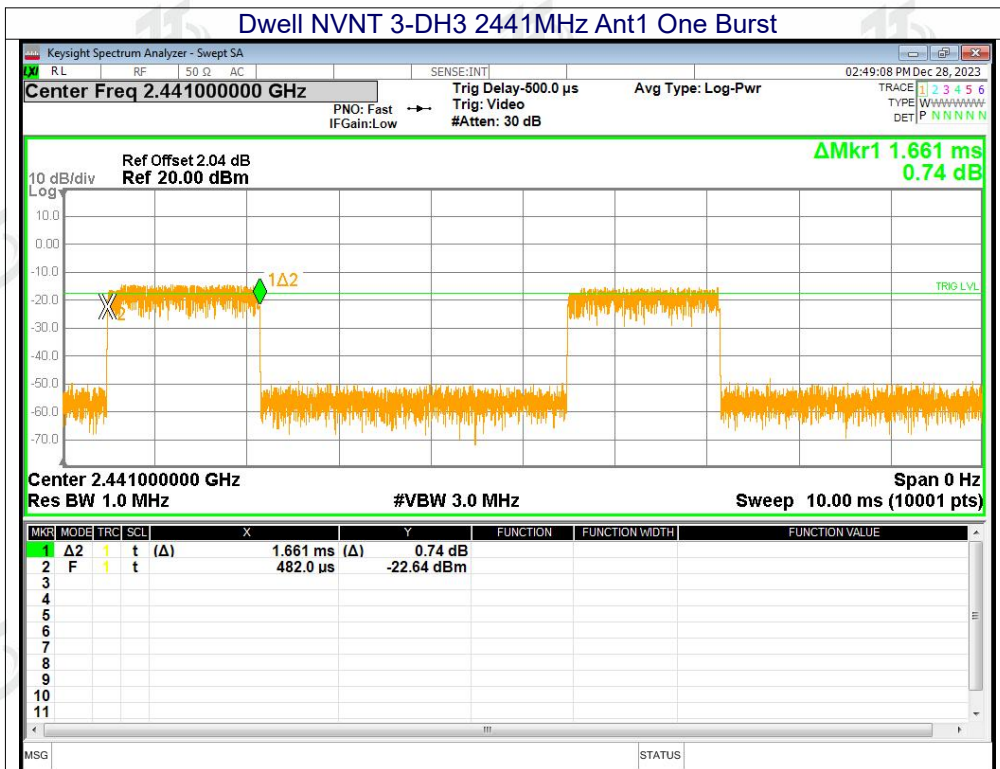 Dwell NVNT 3-DH3 2441MHz Ant1 One Burst
Keysight Spectrum Analyzer - Swept SA
LXI RL RF 50 Ω AC SENSE:INT 02:49:08 PM Dec 28, 2023
Center Freq 2.441000000 GHz
PNO: Fast
IFGain:Low
Trig Delay-500.0 µs
Trig: Video
#Atten: 30 dB
Avg Type: Log-Pwr
TRACE 1 2 3 4 5 6
TYPE WWWWWWW
DET P N N N N N
ΔMkr1 1.661 ms
0.74 dB
Ref Offset 2.04 dB
10 dB/div Ref 20.00 dBm
Log
10.0
0.00
-10.0
-20.0
-30.0
-40.0
-50.0
-60.0
-70.0
1Δ2
2
TRIG LVL
Center 2.441000000 GHz Span 0 Hz
Res BW 1.0 MHz #VBW 3.0 MHz Sweep 10.00 ms (10001 pts)
MKR MODE TRC SCL X Y FUNCTION FUNCTION WIDTH FUNCTION VALUE
1 Δ2 1 t (Δ) 1.661 ms (Δ) 0.74 dB
2 F 1 t 482.0 µs -22.64 dBm
3
4
5
6
7
8
9
10
11
MSG STATUS